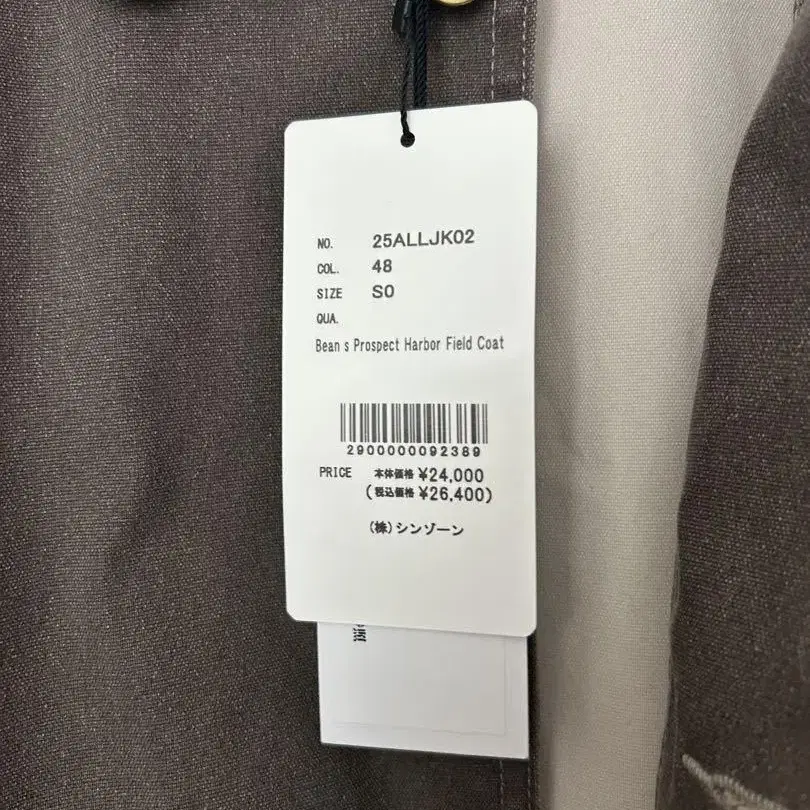 NO. 25ALLJK02
COL. 48
SIZE S0
QUA.
Bean s Prospect Harbor Field Coat
2900000092389
PRICE 本体価格 ¥24,000
(税込価格 ¥26,400)
(株)シンゾーン